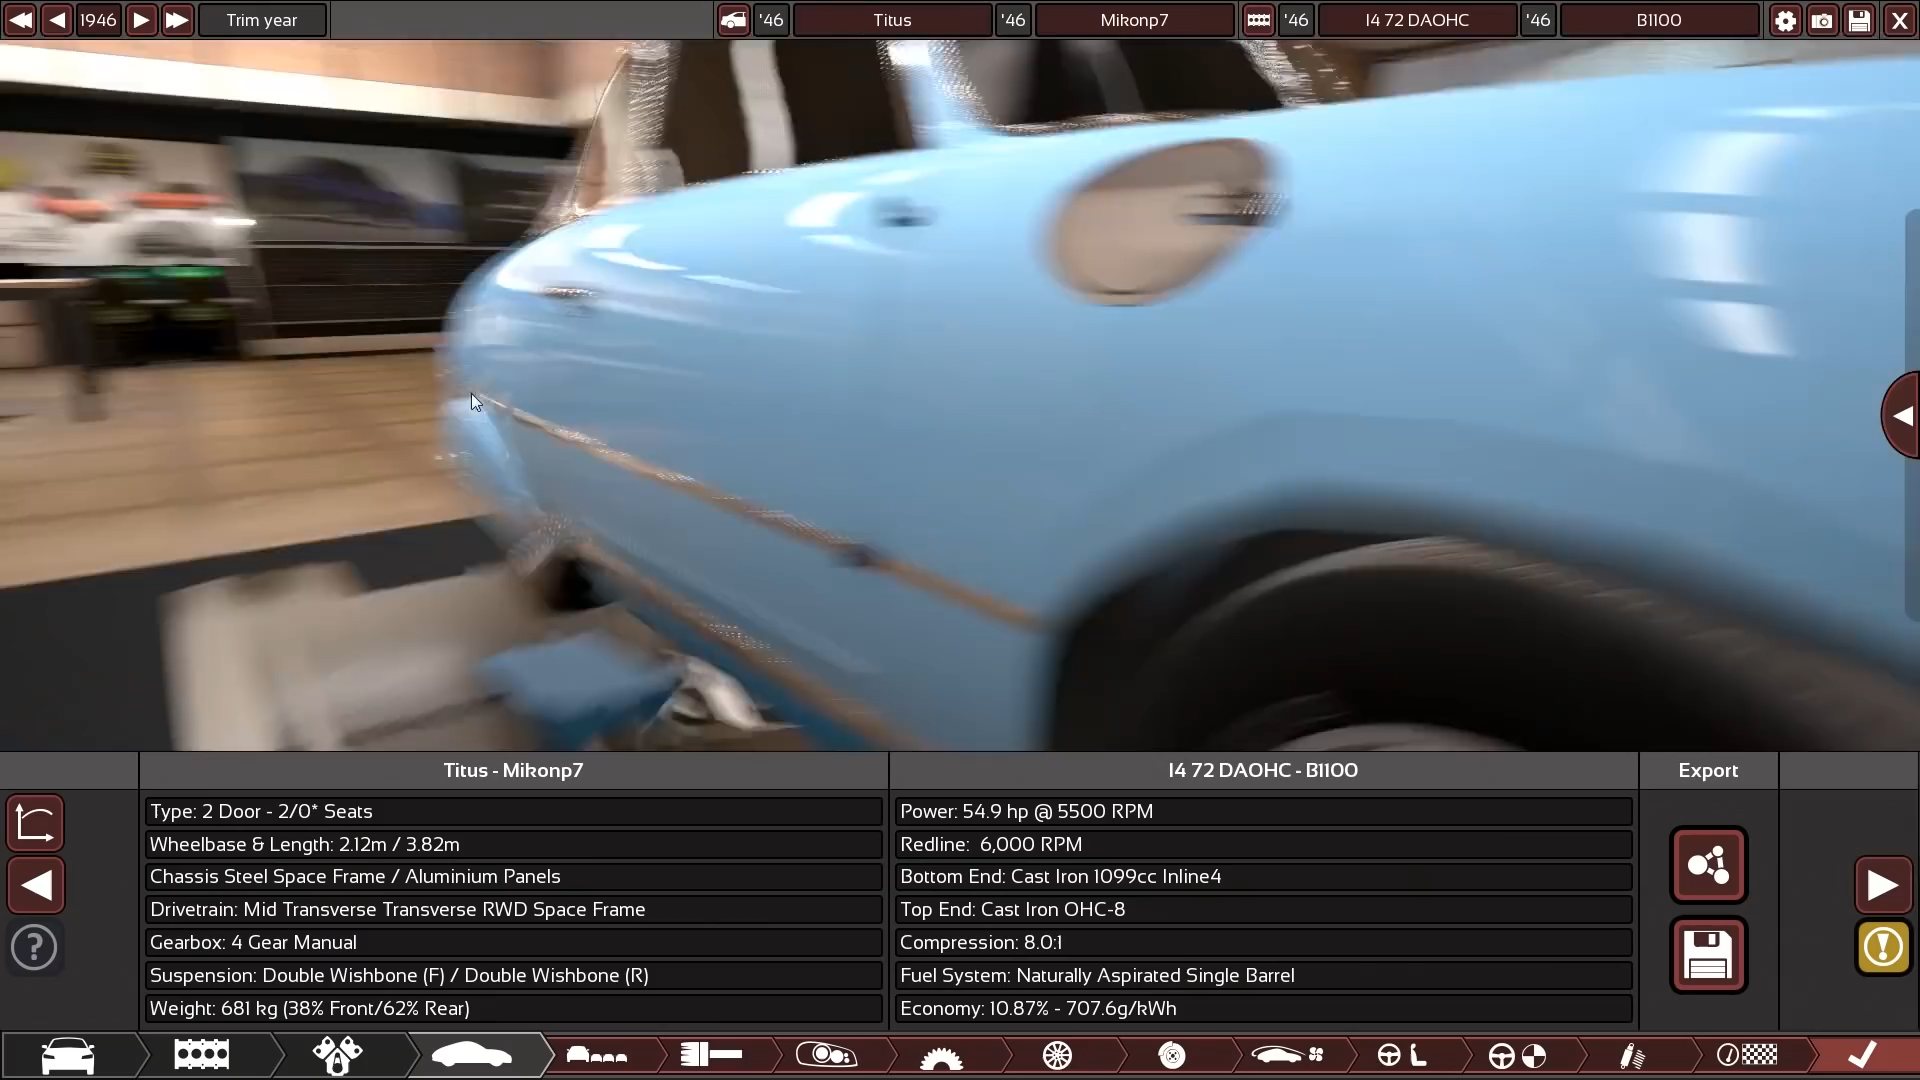 1946
Trim year
'46
Titus
'46
Mikonp7
'46
I4 72 DAOHC
'46
B1100
X
Titus - Mikonp7
I4 72 DAOHC - B1100
Export
Type: 2 Door - 2/0* Seats
Power: 54.9 hp @ 5500 RPM
Wheelbase & Length: 2.12m / 3.82m
Redline: 6,000 RPM
Chassis Steel Space Frame / Aluminium Panels
Bottom End: Cast Iron 1099cc Inline4
Drivetrain: Mid Transverse Transverse RWD Space Frame
Top End: Cast Iron OHC-8
Gearbox: 4 Gear Manual
Compression: 8.0:1
Suspension: Double Wishbone (F) / Double Wishbone (R)
Fuel System: Naturally Aspirated Single Barrel
Weight: 681 kg (38% Front/62% Rear)
Economy: 10.87% - 707.6g/kWh